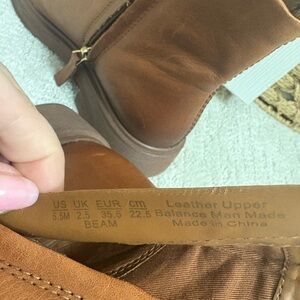 US UK EUR cm Leather Upper
5.5M 2.5 35.5 22.5 Balance Man Made
BEAM Made in China